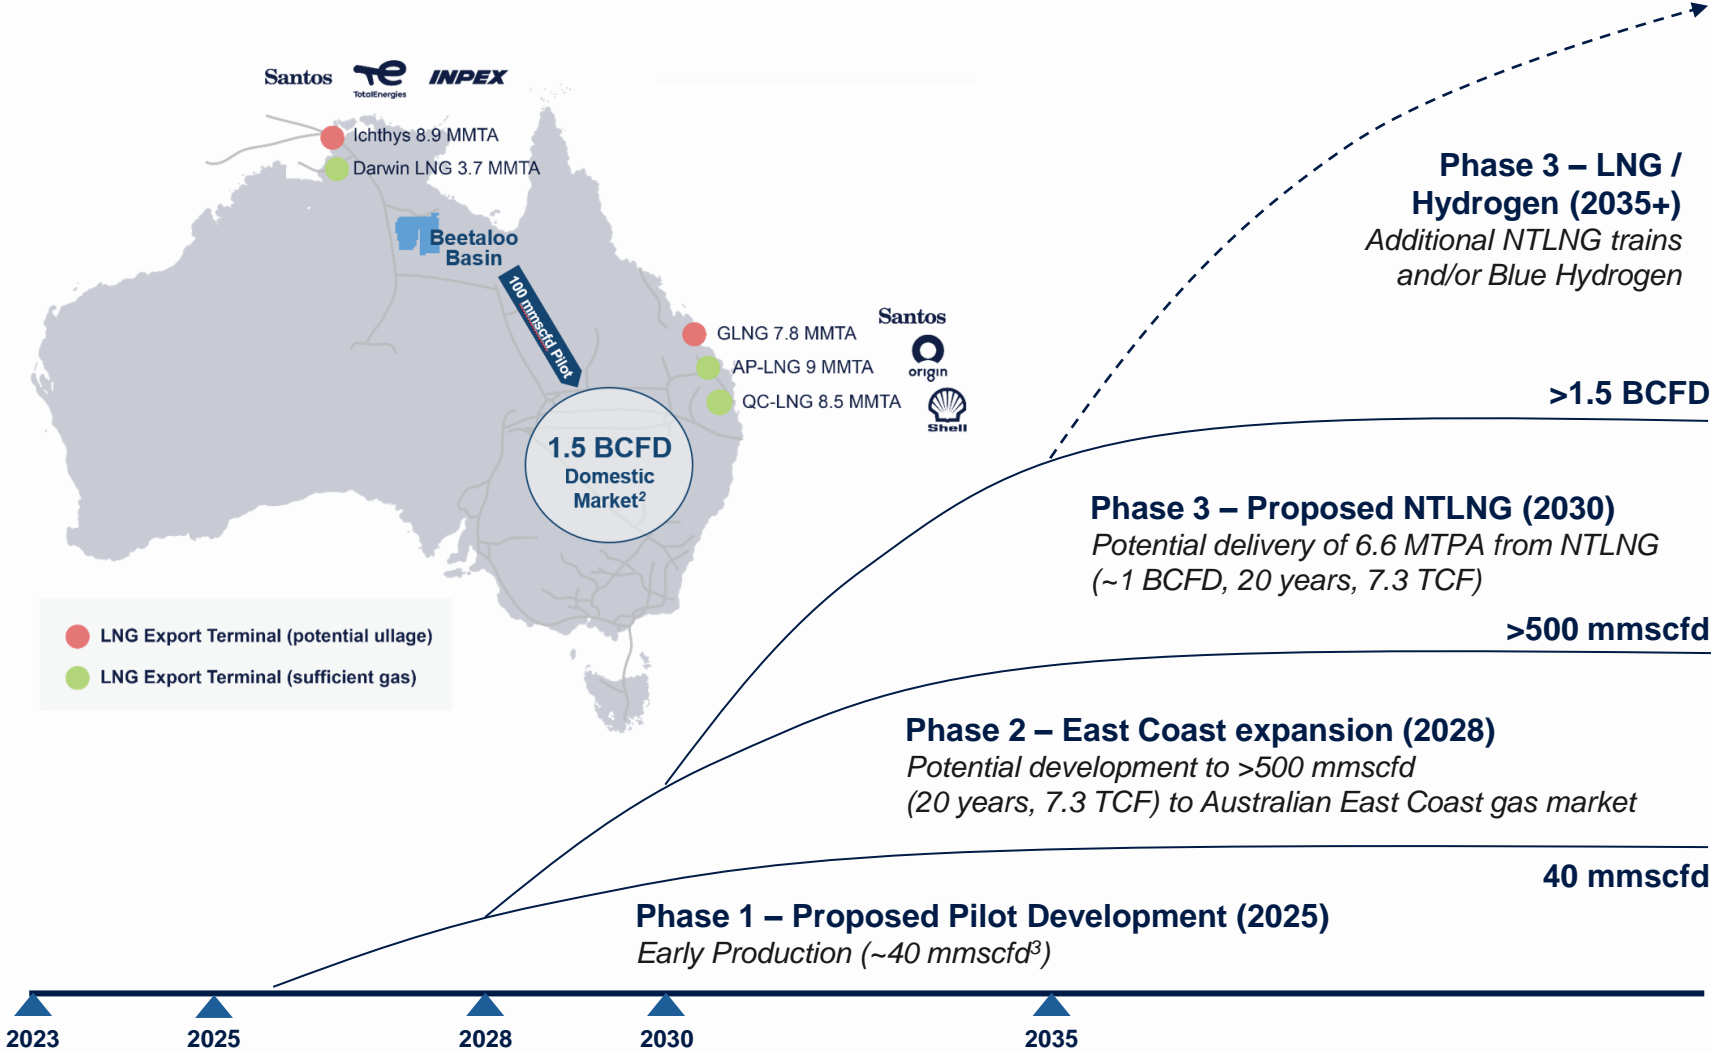 Santos
TotalEnergies
INPEX
Ichthys 8.9 MMTA
Darwin LNG 3.7 MMTA
Beetaloo
Basin
100 mmscfd Pilot
GLNG 7.8 MMTA
AP-LNG 9 MMTA
QC-LNG 8.5 MMTA
Santos
origin
Shell
1.5 BCFD
Domestic
Market²
LNG Export Terminal (potential ullage)
LNG Export Terminal (sufficient gas)
Phase 3 – LNG /
Hydrogen (2035+)
Additional NTLNG trains
and/or Blue Hydrogen
>1.5 BCFD
Phase 3 – Proposed NTLNG (2030)
Potential delivery of 6.6 MTPA from NTLNG
(~1 BCFD, 20 years, 7.3 TCF)
>500 mmscfd
Phase 2 – East Coast expansion (2028)
Potential development to >500 mmscfd
(20 years, 7.3 TCF) to Australian East Coast gas market
40 mmscfd
Phase 1 – Proposed Pilot Development (2025)
Early Production (~40 mmscfd³)
2023
2025
2028
2030
2035